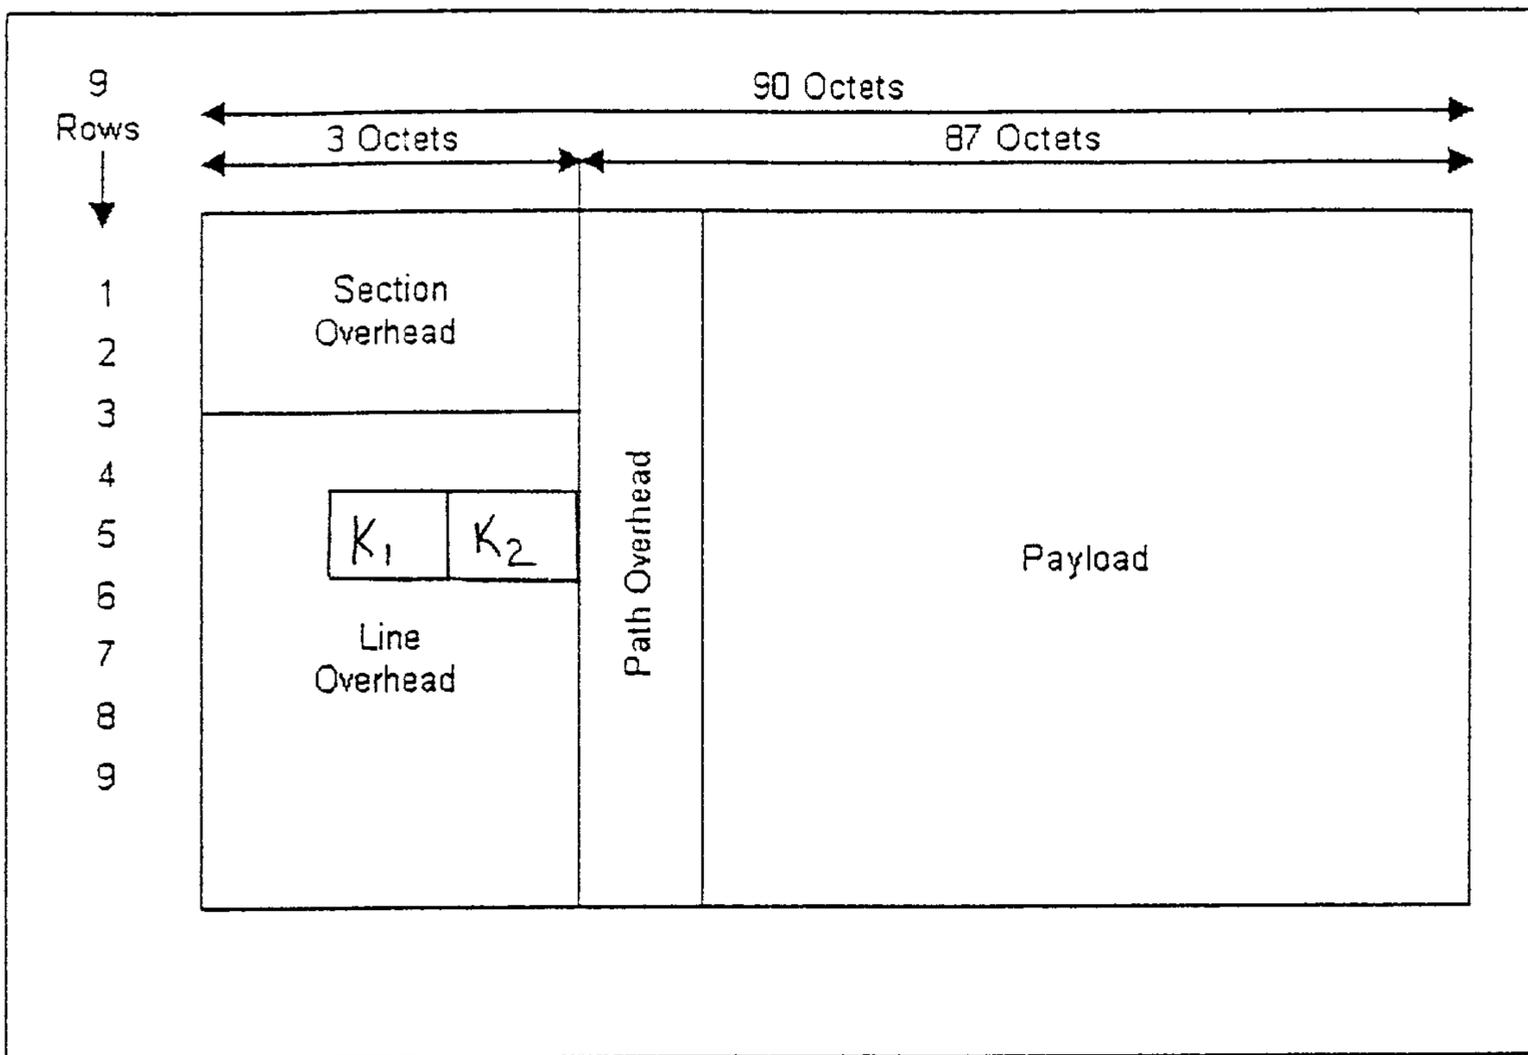 9
Rows
90 Octets
3 Octets
87 Octets
1
2
3
4
5
6
7
8
9
Section
Overhead
K1
K2
Line
Overhead
Path Overhead
Payload